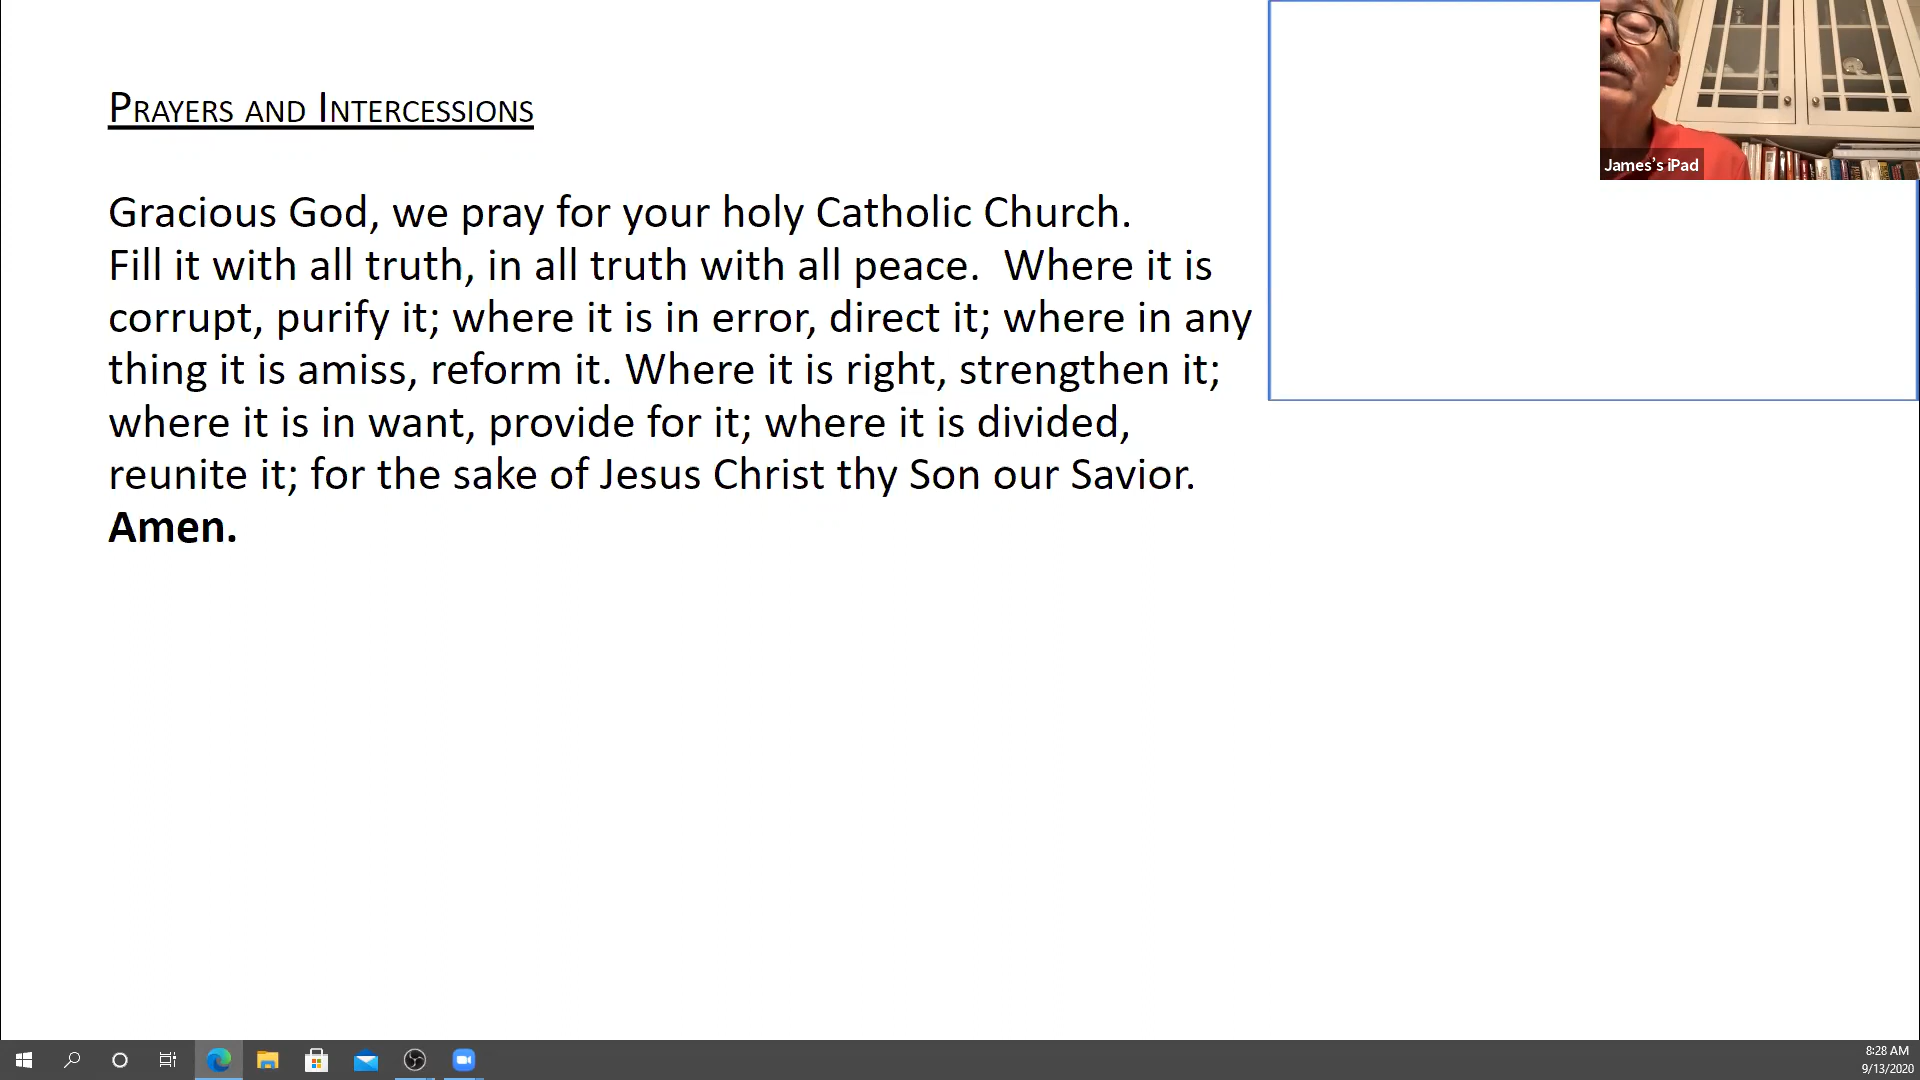 Prayers and Intercessions
Gracious God, we pray for your holy Catholic Church.
Fill it with all truth, in all truth with all peace.  Where it is
corrupt, purify it; where it is in error, direct it; where in any
thing it is amiss, reform it. Where it is right, strengthen it;
where it is in want, provide for it; where it is divided,
reunite it; for the sake of Jesus Christ thy Son our Savior.
Amen.
James's iPad
8:28 AM
9/13/2020